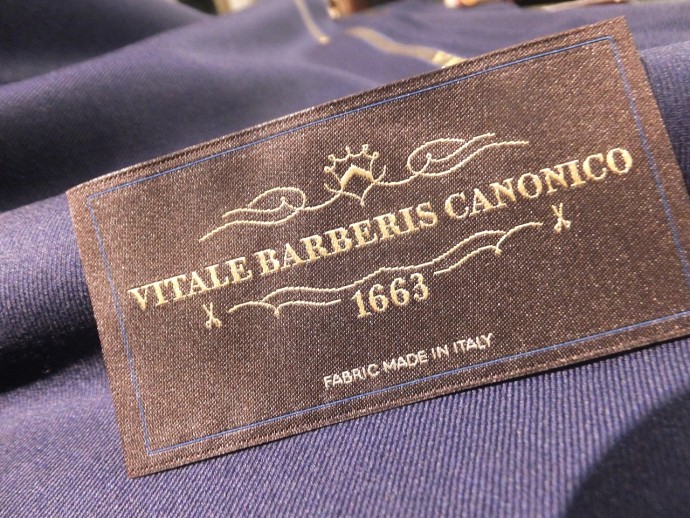 VITALE BARBERIS CANONICO
1663
FABRIC MADE IN ITALY